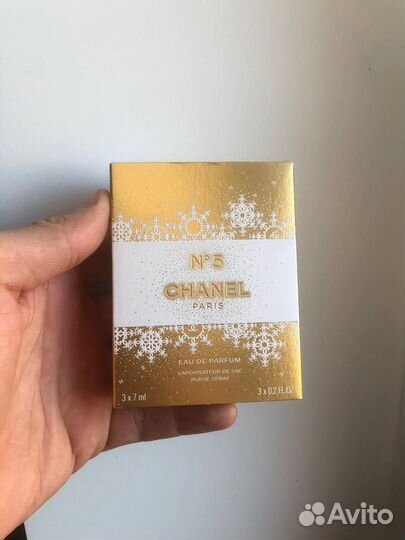 N°5
CHANEL
PARIS
EAU DE PARFUM
VAPORISATEUR DE SAC
PURSE SPRAY
3 x 7 ml 3 x 0.2 FL.OZ
Avito